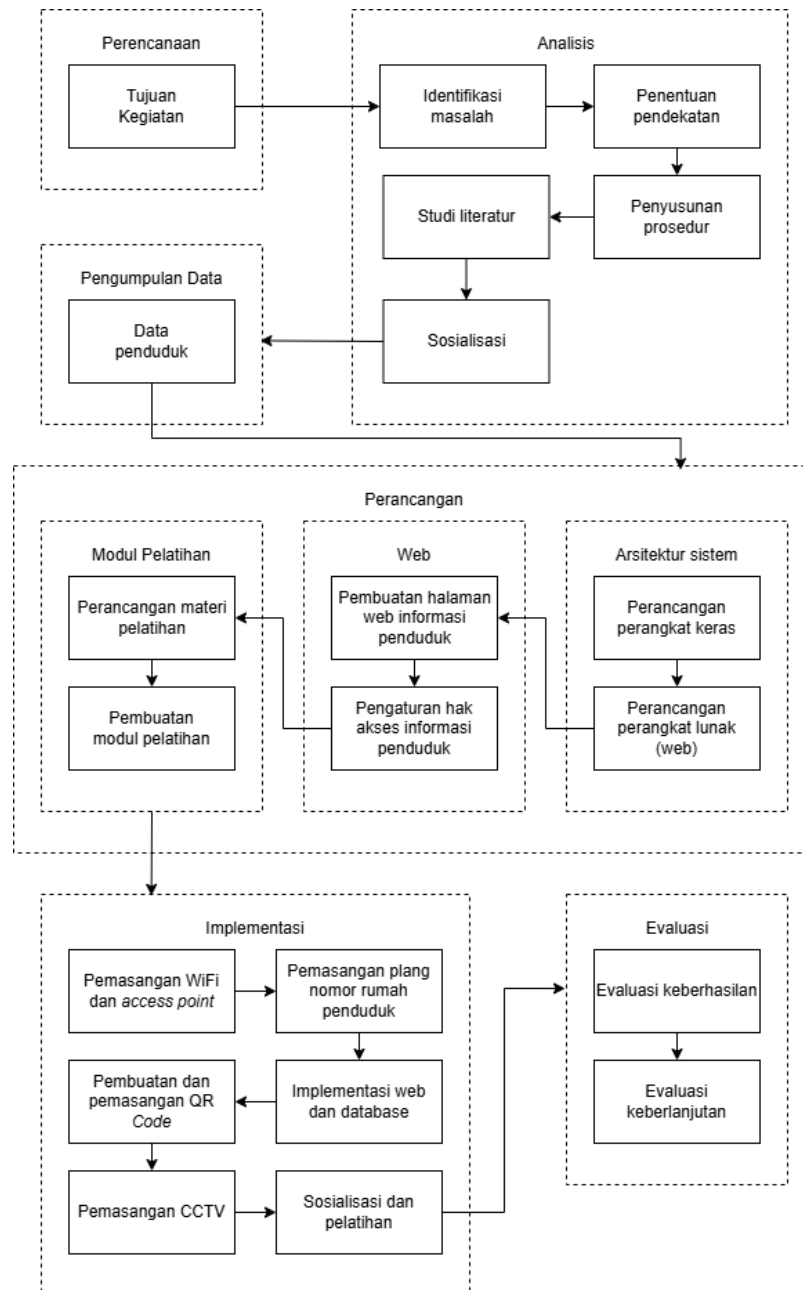 Perencanaan
Tujuan
Kegiatan
Analisis
Identifikasi
masalah
Penentuan
pendekatan
Penyusunan
prosedur
Studi literatur
Sosialisasi
Pengumpulan Data
Data
penduduk
Perancangan
Arsitektur sistem
Perancangan
perangkat keras
Perancangan
perangkat lunak
(web)
Web
Pembuatan halaman
web informasi
penduduk
Pengaturan hak
akses informasi
penduduk
Modul Pelatihan
Perancangan materi
pelatihan
Pembuatan
modul pelatihan
Implementasi
Pemasangan WiFi
dan access point
Pemasangan plang
nomor rumah
penduduk
Implementasi web
dan database
Pembuatan dan
pemasangan QR
Code
Pemasangan CCTV
Sosialisasi dan
pelatihan
Evaluasi
Evaluasi keberhasilan
Evaluasi
keberlanjutan